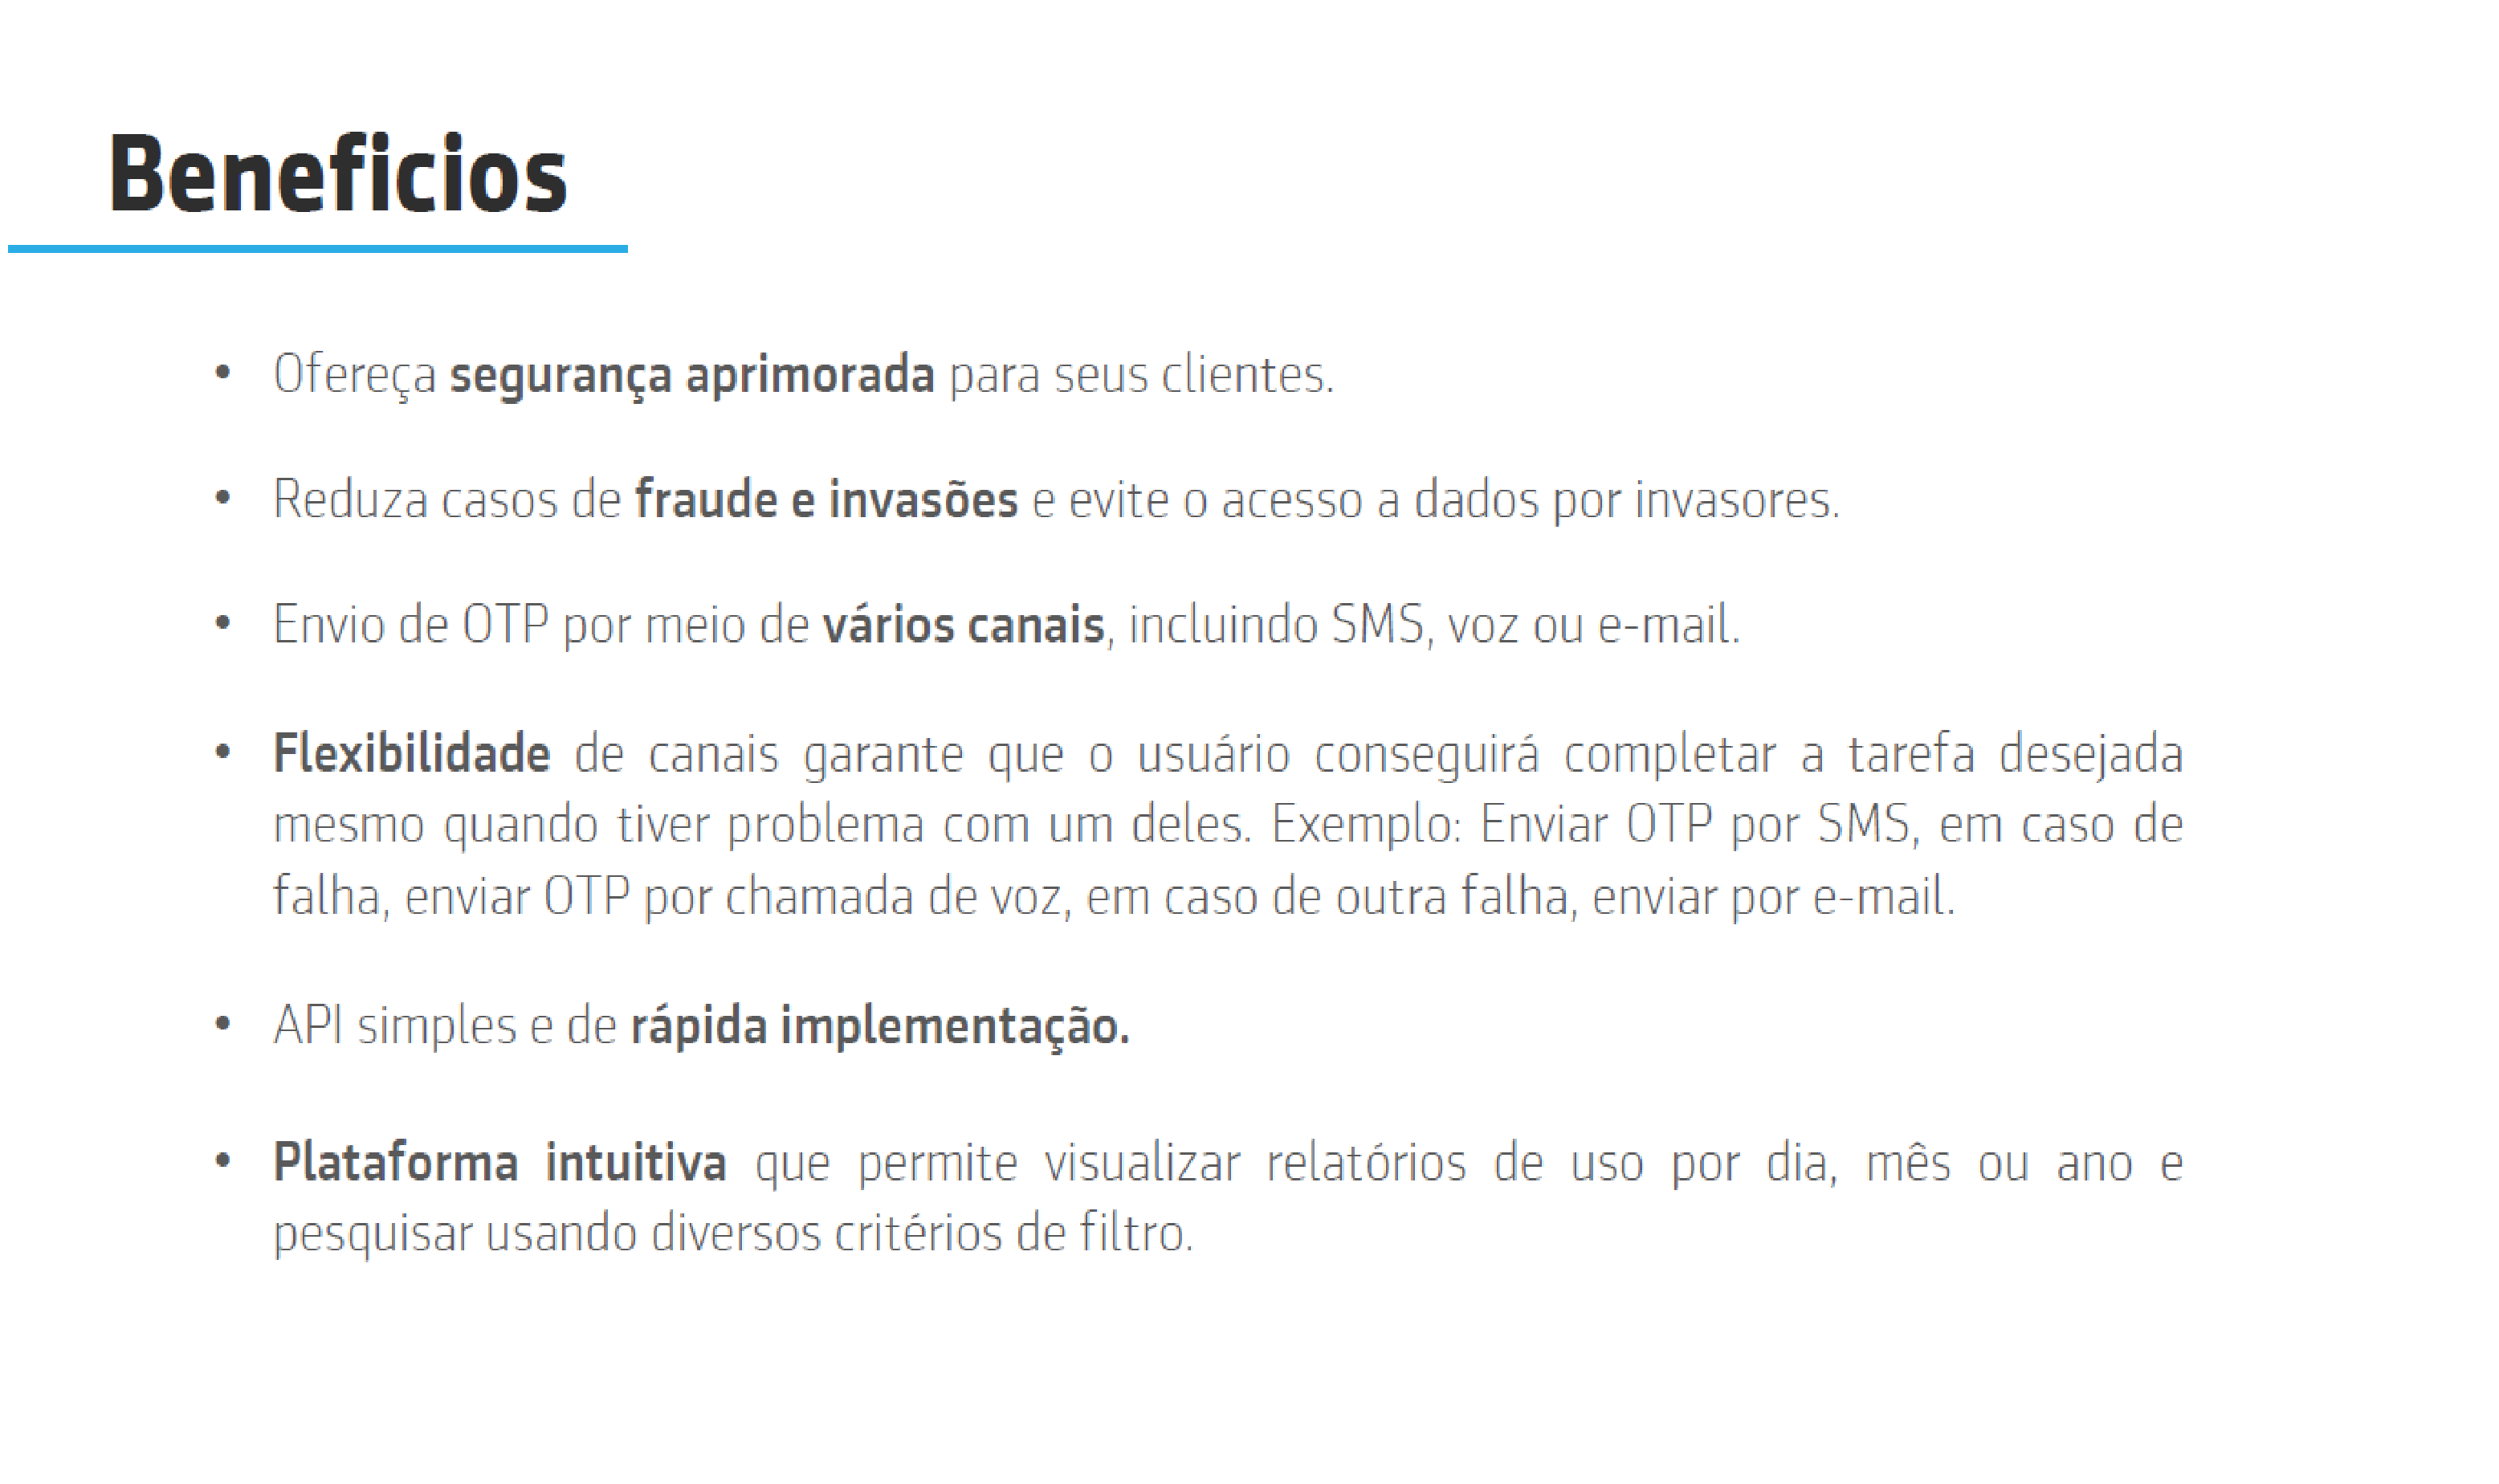 Beneficios
• Ofereça segurança aprimorada para seus clientes.
• Reduza casos de fraude e invasões e evite o acesso a dados por invasores.
• Envio de OTP por meio de vários canais, incluindo SMS, voz ou e-mail.
• Flexibilidade de canais garante que o usuário conseguirá completar a tarefa desejada
mesmo quando tiver problema com um deles. Exemplo: Enviar OTP por SMS, em caso de
falha, enviar OTP por chamada de voz, em caso de outra falha, enviar por e-mail.
• API simples e de rápida implementação.
• Plataforma intuitiva que permite visualizar relatórios de uso por dia, mês ou ano e
pesquisar usando diversos critérios de filtro.